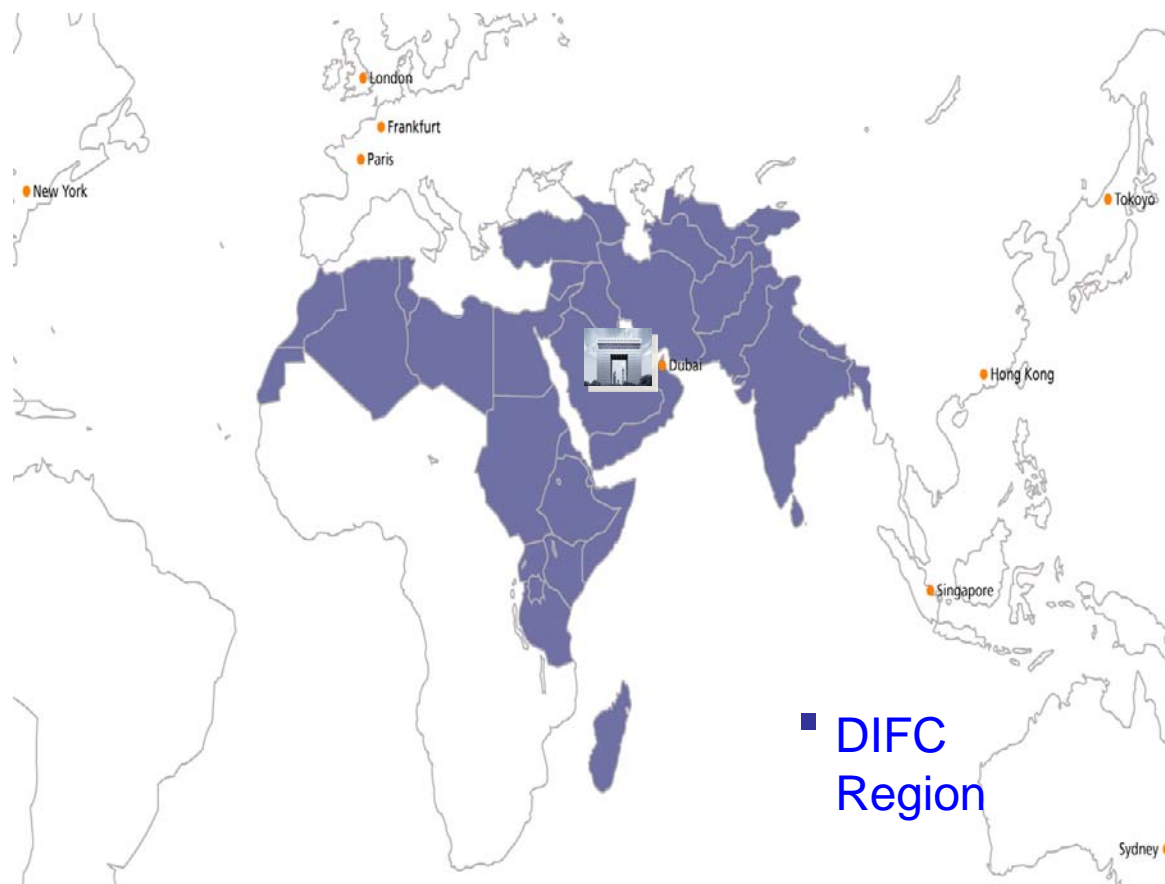 London
Frankfurt
Paris
New York
Tokoyo
Dubai
Hong Kong
Singapore
DIFC
Region
Sydney